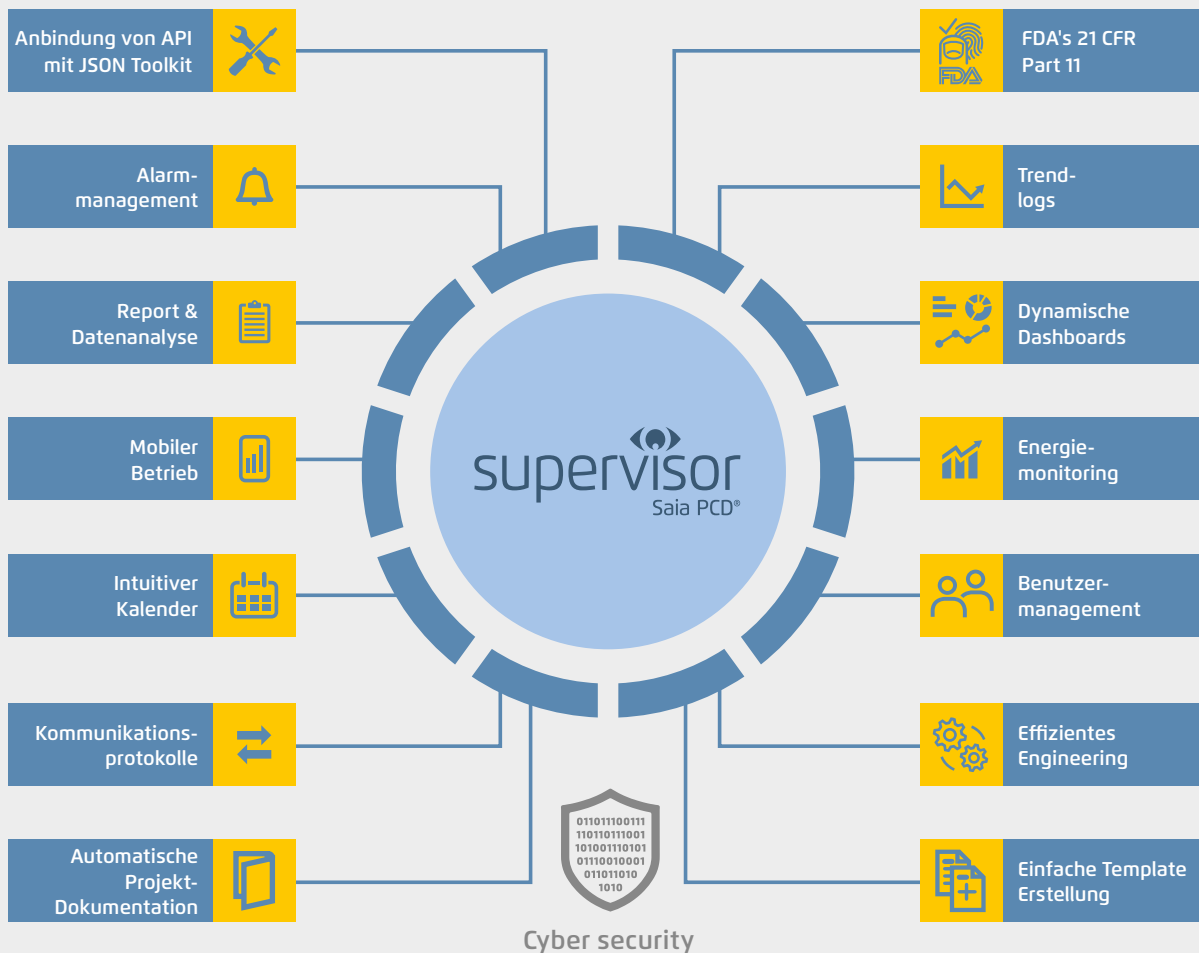 Anbindung von API
mit JSON Toolkit
Alarm-
management
Report &
Datenanalyse
Mobiler
Betrieb
Intuitiver
Kalender
Kommunikations-
protokolle
Automatische
Projekt-
Dokumentation
supervisor
Saia PCD®
011011100111
110110111001
101001110101
01110010001
011011010
1010
Cyber security
FDA
FDA's 21 CFR
Part 11
Trend-
logs
Dynamische
Dashboards
Energie-
monitoring
Benutzer-
management
Effizientes
Engineering
Einfache Template
Erstellung